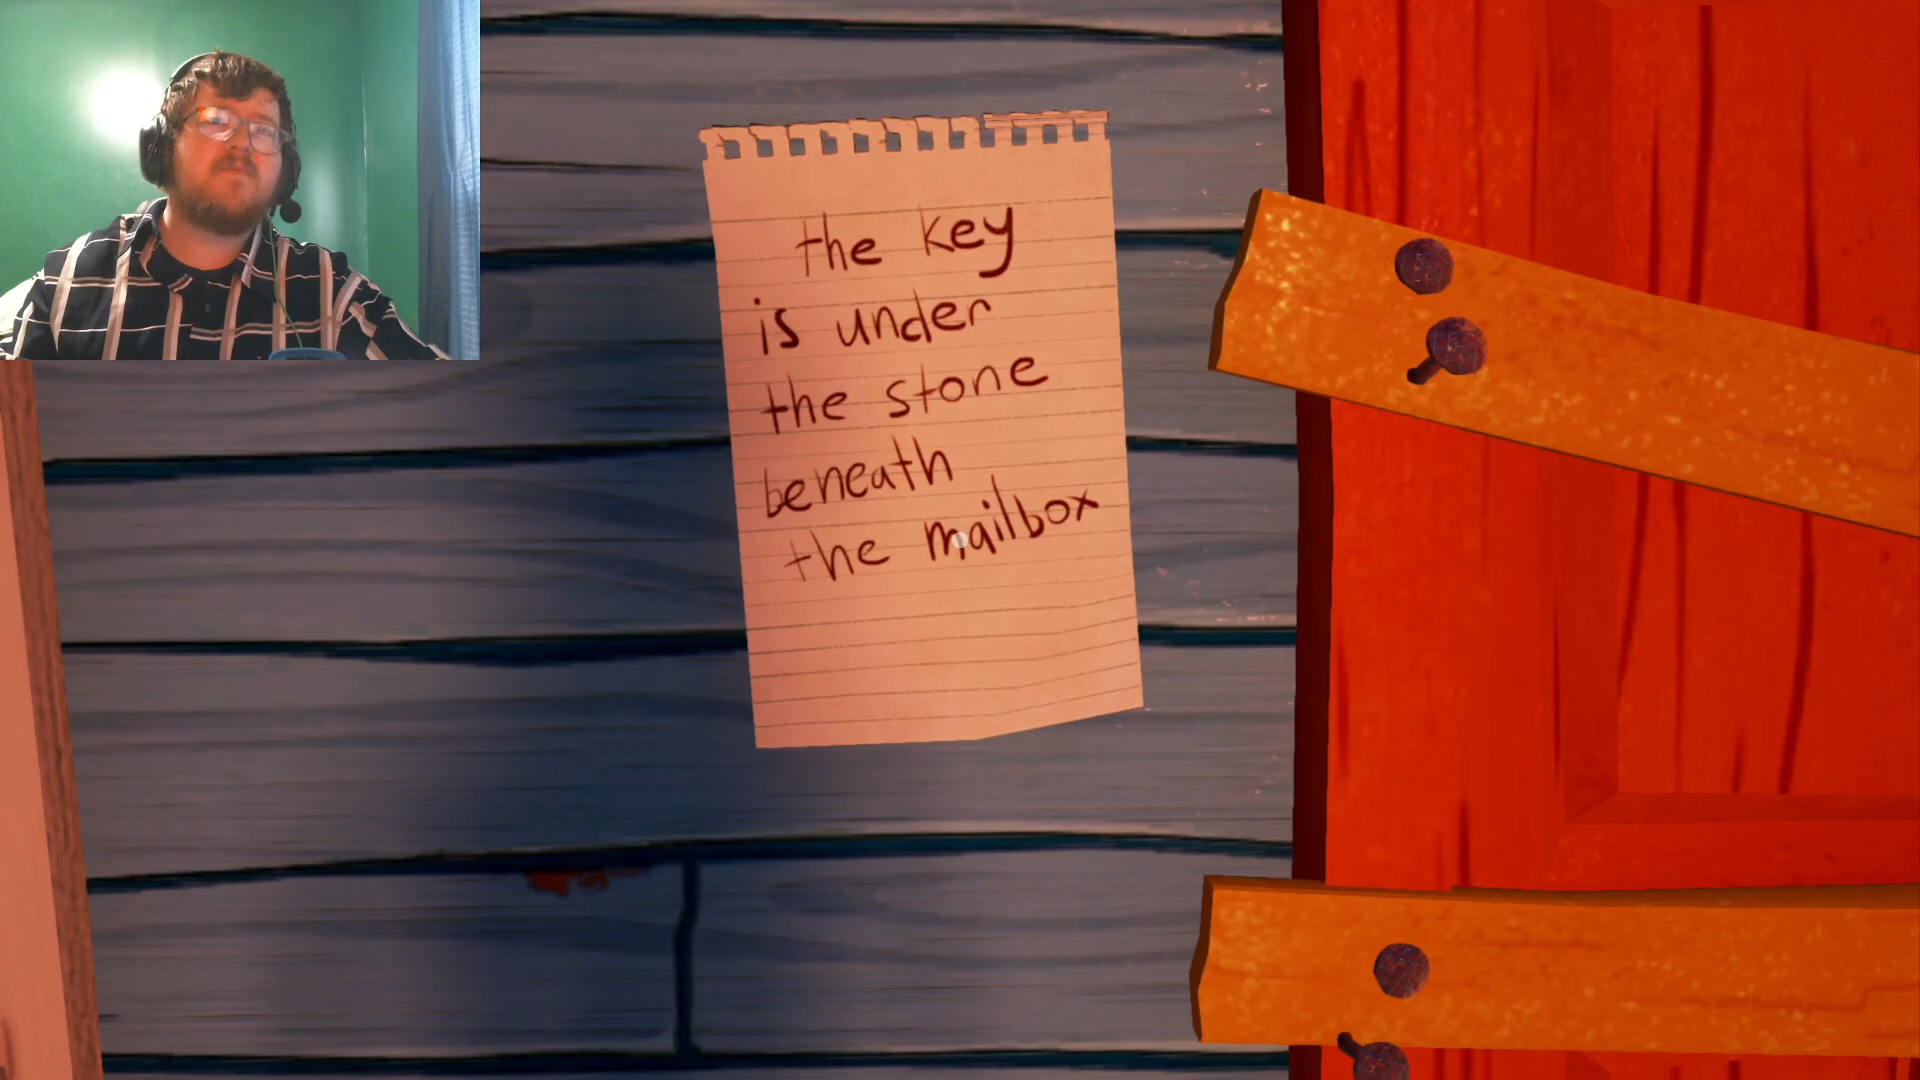 the key
is under
the stone
beneath
the mailbox